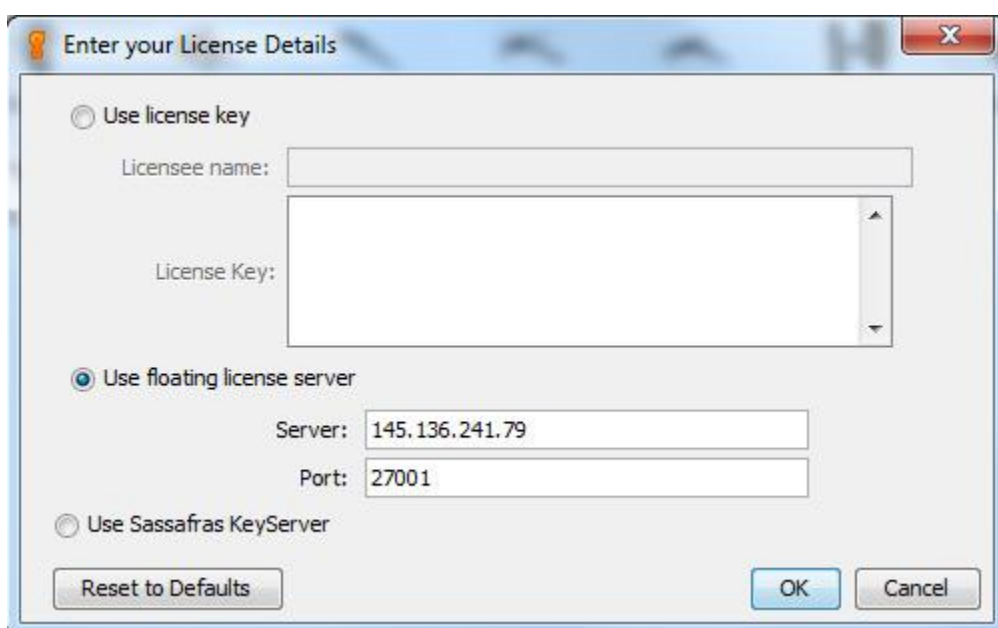 Enter your License Details
Use license key
Licensee name:
License Key:
Use floating license server
Server: 145.136.241.79
Port: 27001
Use Sassafras KeyServer
Reset to Defaults OK Cancel